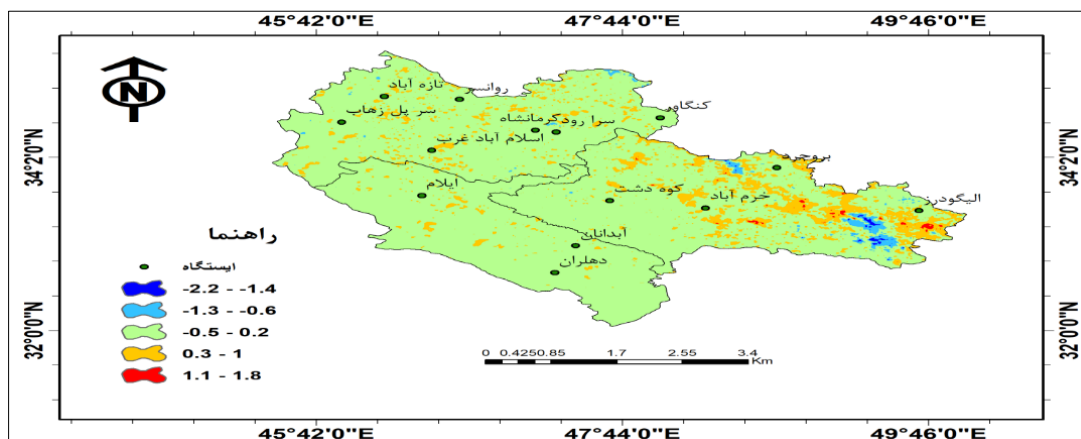 45°42'0"E 47°44'0"E 49°46'0"E
34°2'0"N
32°0'0"N
34°2'0"N
32°0'0"N
N
تازه آباد
روانسر
سر پل زهاب
سرا رود کرمانشاه
کنگاور
اسلام آباد غرب
بروجرد
ایلام
کوه دشت
خرم آباد
الیگودرز
آبدانان
دهلران
راهنما
ایستگاه
-2.2 - -1.4
-1.3 - -0.6
-0.5 - 0.2
0.3 - 1
1.1 - 1.8
0 0.425 0.85 1.7 2.55 3.4
Km
45°42'0"E 47°44'0"E 49°46'0"E